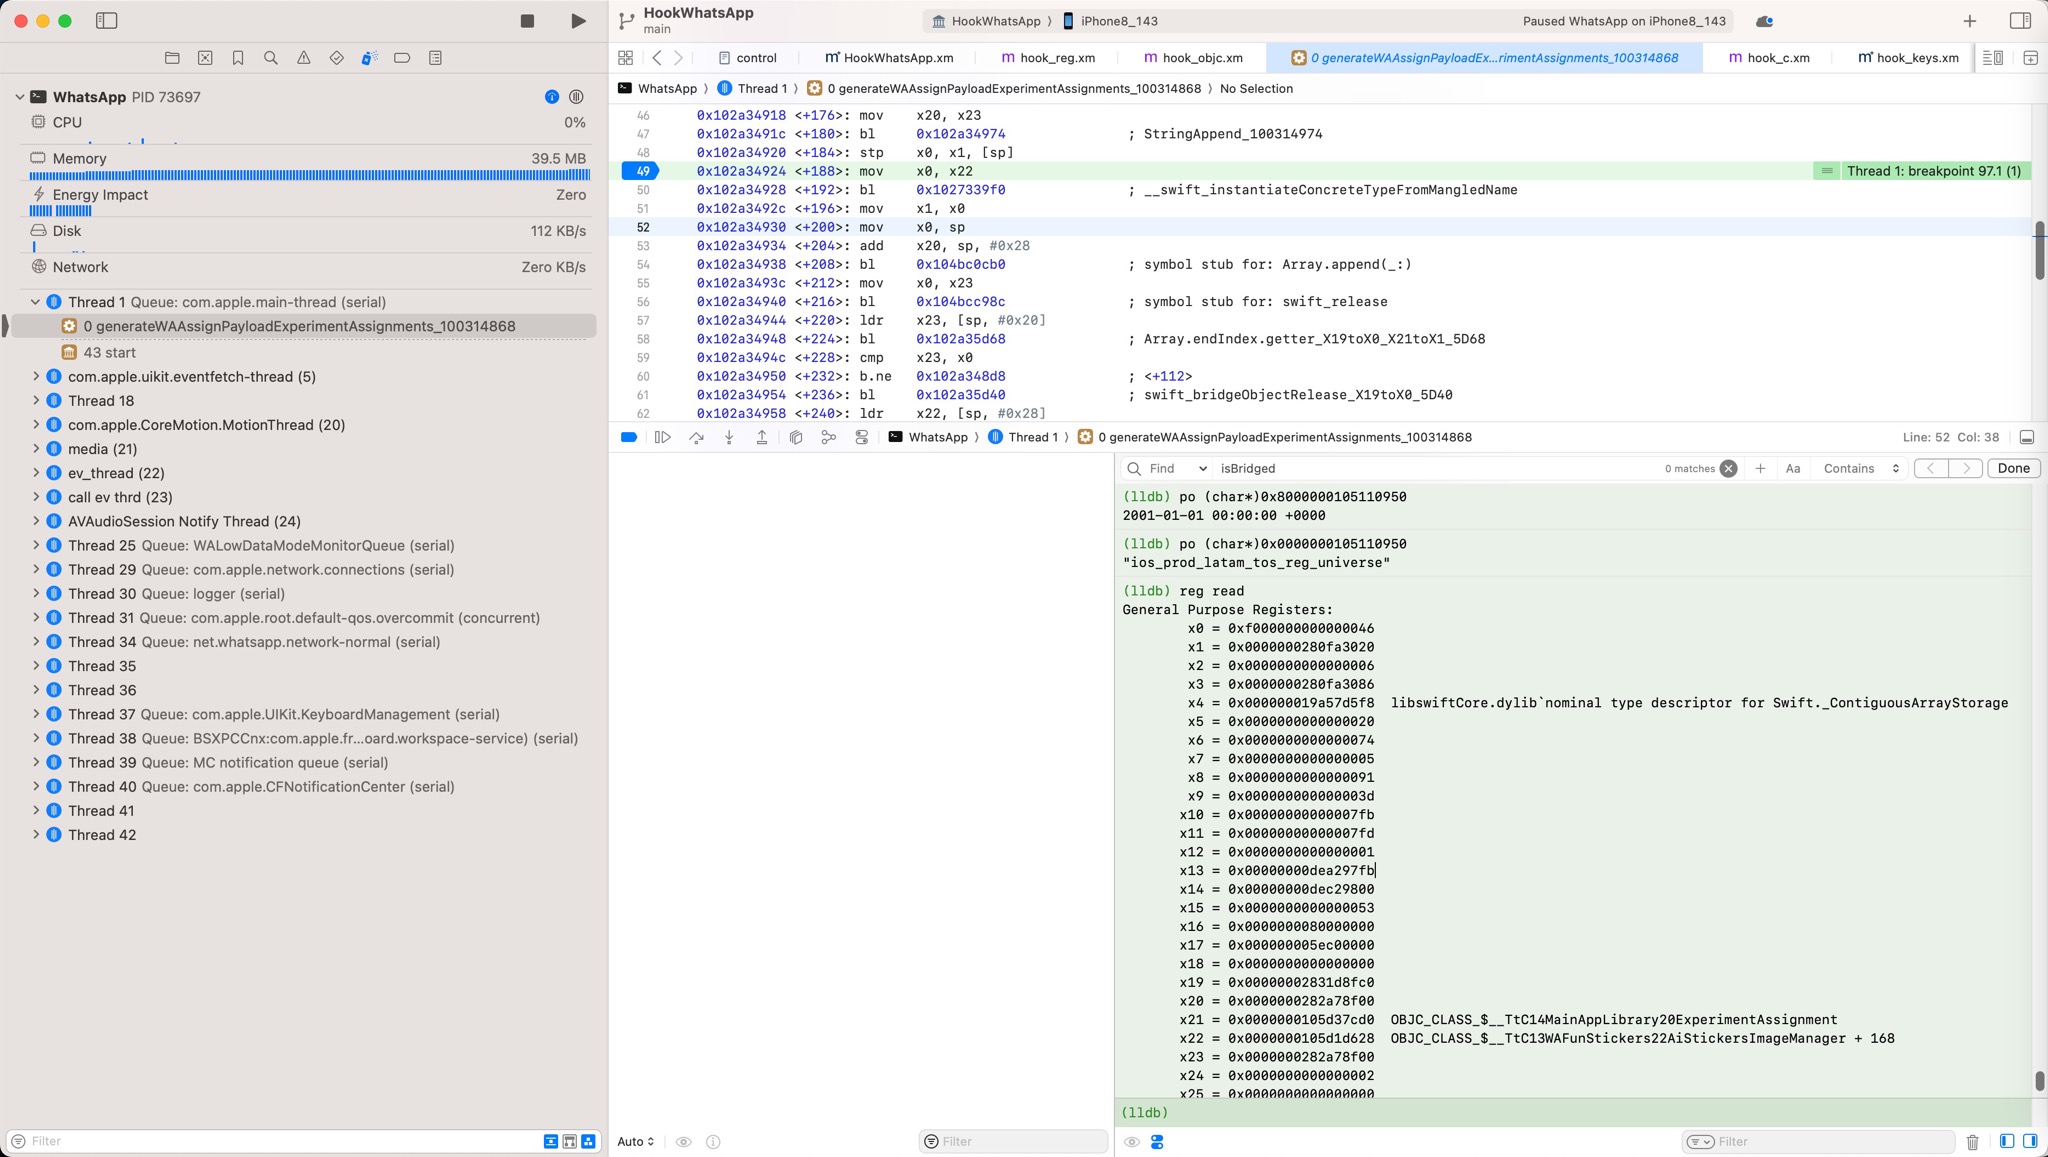 HookWhatsApp
main
HookWhatsApp 〉 iPhone8_143
Paused WhatsApp on iPhone8_143
control
HookWhatsApp.xm
hook_reg.xm
hook_objc.xm
0 generateWAAssignPayloadEx...rimentAssignments_100314868
hook_c.xm
hook_keys.xm
WhatsApp 〉 Thread 1 〉 0 generateWAAssignPayloadExperimentAssignments_100314868 〉 No Selection
WhatsApp PID 73697
CPU 0%
Memory 39.5 MB
Energy Impact Zero
Disk 112 KB/s
Network Zero KB/s
Thread 1 Queue: com.apple.main-thread (serial)
0 generateWAAssignPayloadExperimentAssignments_100314868
43 start
com.apple.uikit.eventfetch-thread (5)
Thread 18
com.apple.CoreMotion.MotionThread (20)
media (21)
ev_thread (22)
call ev thrd (23)
AVAudioSession Notify Thread (24)
Thread 25 Queue: WALowDataModeMonitorQueue (serial)
Thread 29 Queue: com.apple.network.connections (serial)
Thread 30 Queue: logger (serial)
Thread 31 Queue: com.apple.root.default-qos.overcommit (concurrent)
Thread 34 Queue: net.whatsapp.network-normal (serial)
Thread 35
Thread 36
Thread 37 Queue: com.apple.UIKit.KeyboardManagement (serial)
Thread 38 Queue: BSXPCCnx:com.apple.fr...oard.workspace-service) (serial)
Thread 39 Queue: MC notification queue (serial)
Thread 40 Queue: com.apple.CFNotificationCenter (serial)
Thread 41
Thread 42
Filter
46 0x102a34918 <+176>: mov x20, x23
47 0x102a3491c <+180>: bl 0x102a34974 ; StringAppend_100314974
48 0x102a34920 <+184>: stp x0, x1, [sp]
49 0x102a34924 <+188>: mov x0, x22 Thread 1: breakpoint 97.1 (1)
50 0x102a34928 <+192>: bl 0x1027339f0 ; __swift_instantiateConcreteTypeFromMangledName
51 0x102a3492c <+196>: mov x1, x0
52 0x102a34930 <+200>: mov x0, sp
53 0x102a34934 <+204>: add x20, sp, #0x28
54 0x102a34938 <+208>: bl 0x104bc0cb0 ; symbol stub for: Array.append(_:)
55 0x102a3493c <+212>: mov x0, x23
56 0x102a34940 <+216>: bl 0x104bcc98c ; symbol stub for: swift_release
57 0x102a34944 <+220>: ldr x23, [sp, #0x20]
58 0x102a34948 <+224>: bl 0x102a35d68 ; Array.endIndex.getter_X19toX0_X21toX1_5D68
59 0x102a3494c <+228>: cmp x23, x0
60 0x102a34950 <+232>: b.ne 0x102a348d8 ; <+112>
61 0x102a34954 <+236>: bl 0x102a35d40 ; swift_bridgeObjectRelease_X19toX0_5D40
62 0x102a34958 <+240>: ldr x22, [sp, #0x28]
WhatsApp 〉 Thread 1 〉 0 generateWAAssignPayloadExperimentAssignments_100314868
Line: 52 Col: 38
Find isBridged 0 matches Aa Contains Done
(lldb) po (char*)0x8000000105110950
2001-01-01 00:00:00 +0000
(lldb) po (char*)0x0000000105110950
"ios_prod_latam_tos_reg_universe"
(lldb) reg read
General Purpose Registers:
x0 = 0xf000000000000046
x1 = 0x0000000280fa3020
x2 = 0x0000000000000006
x3 = 0x0000000280fa3086
x4 = 0x000000019a57d5f8 libswiftCore.dylib`nominal type descriptor for Swift._ContiguousArrayStorage
x5 = 0x0000000000000020
x6 = 0x0000000000000074
x7 = 0x0000000000000005
x8 = 0x0000000000000091
x9 = 0x000000000000003d
x10 = 0x00000000000007fb
x11 = 0x00000000000007fd
x12 = 0x0000000000000001
x13 = 0x00000000dea297fb
x14 = 0x00000000dec29800
x15 = 0x0000000000000053
x16 = 0x0000000080000000
x17 = 0x000000005ec00000
x18 = 0x0000000000000000
x19 = 0x00000002831d8fc0
x20 = 0x0000000282a78f00
x21 = 0x0000000105d37cd0 OBJC_CLASS_$__TtC14MainAppLibrary20ExperimentAssignment
x22 = 0x0000000105d1d628 OBJC_CLASS_$__TtC13WAFunStickers22AiStickersImageManager + 168
x23 = 0x0000000282a78f00
x24 = 0x0000000000000002
x25 = 0x0000000000000000
(lldb)
Auto
Filter
Filter